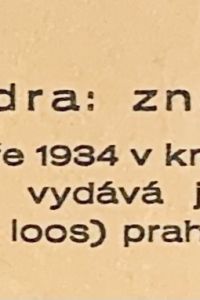 dra: zn
ře 1934 v kr
vydává j
loos) prah